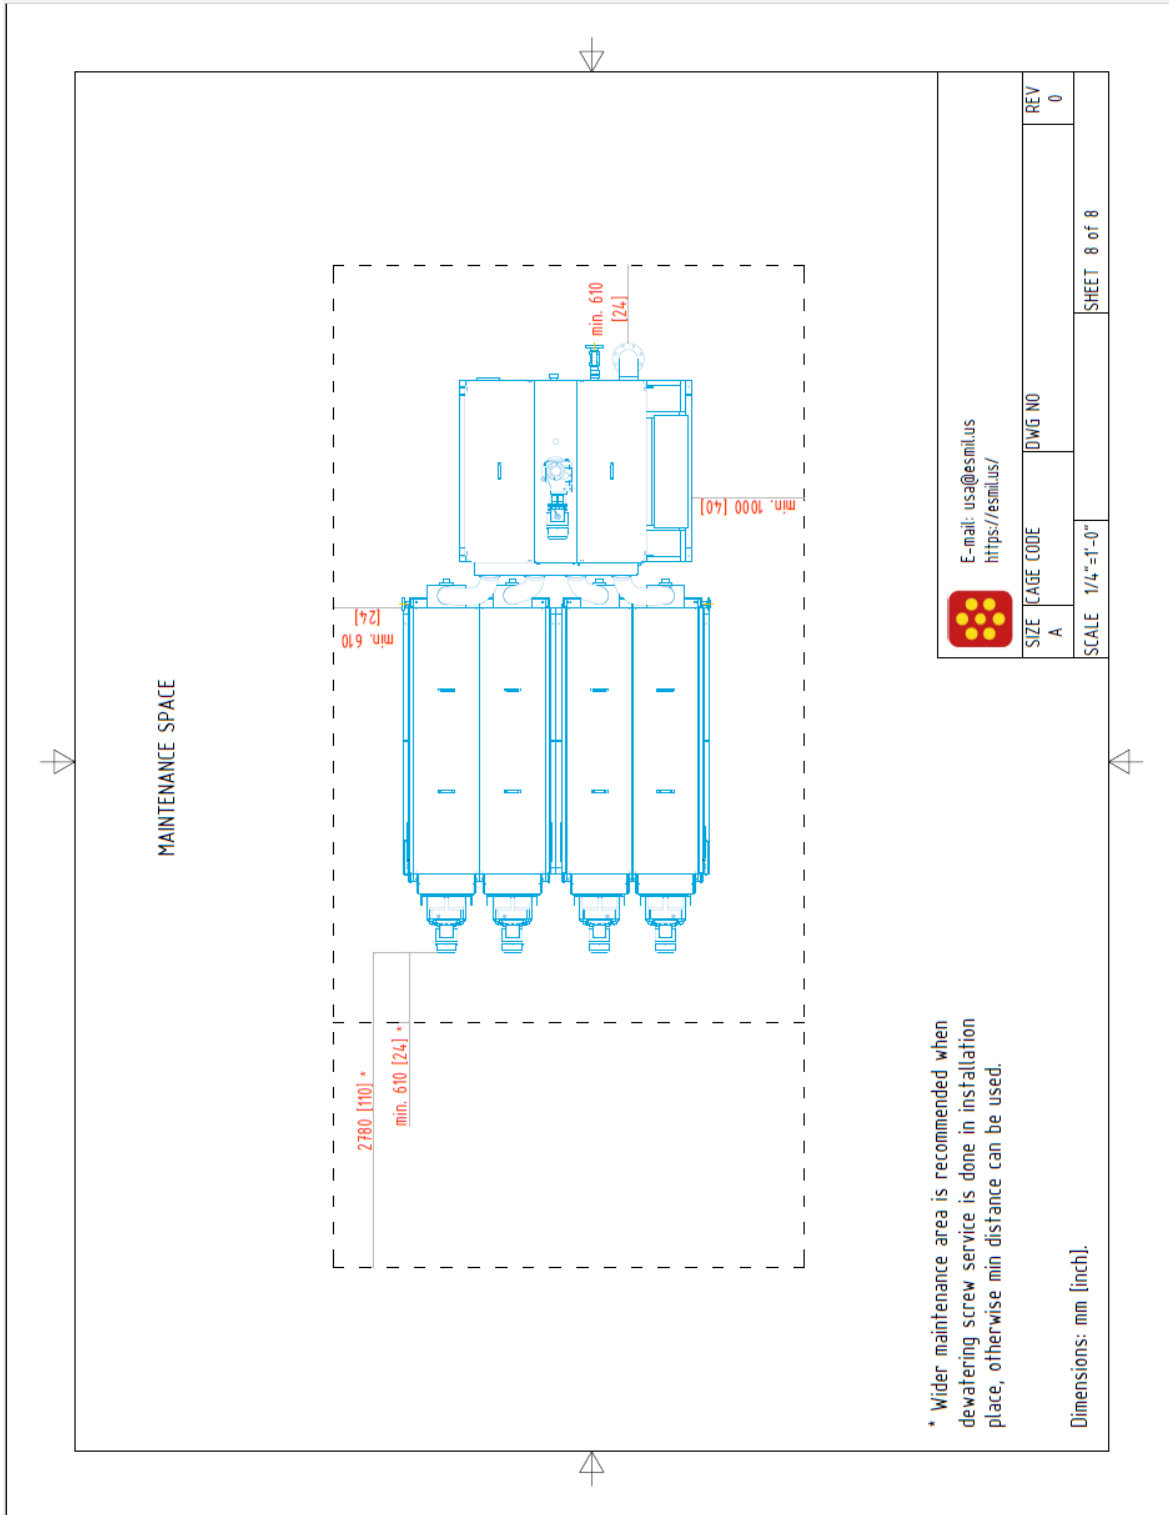 MAINTENANCE SPACE
2780 [110] *
min. 610 [24] *
min. 610
[24]
min. 1000 [40]
min. 610
[24]
* Wider maintenance area is recommended when
dewatering screw service is done in installation
place, otherwise min distance can be used.
Dimensions: mm [inch].
E-mail: usa@esmil.us
https://esmil.us/
SIZE
A
CAGE CODE
DWG NO
REV
0
SCALE 1/4"=1'-0"
SHEET 8 of 8